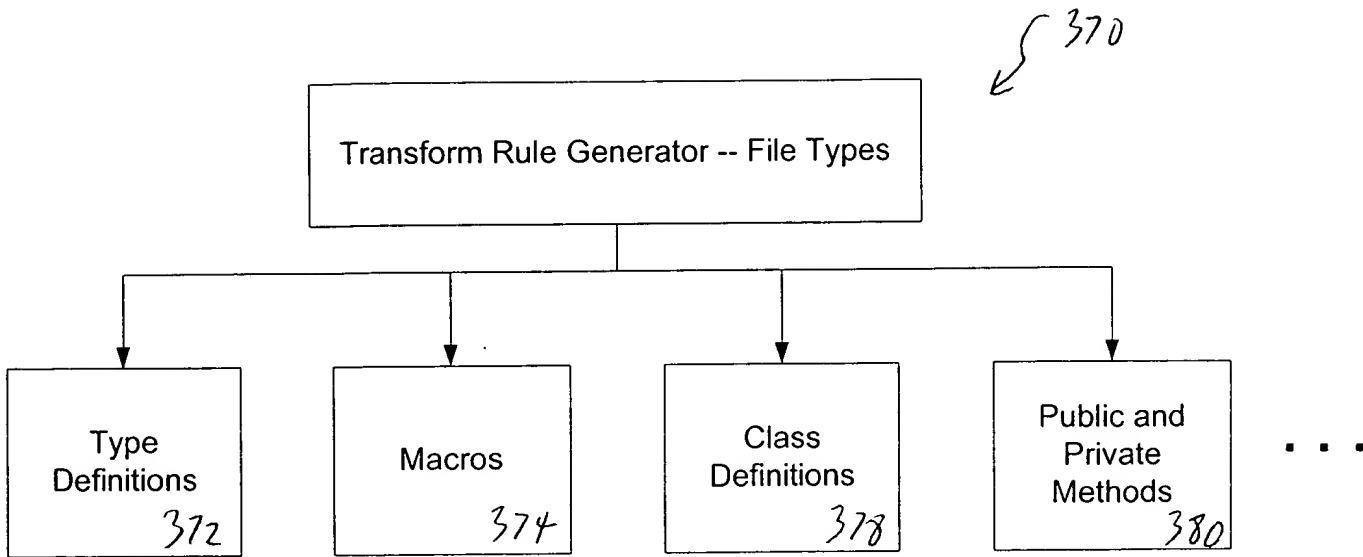 370
Transform Rule Generator -- File Types
Type
Definitions
372
Macros
374
Class
Definitions
378
Public and
Private
Methods
380
. . .